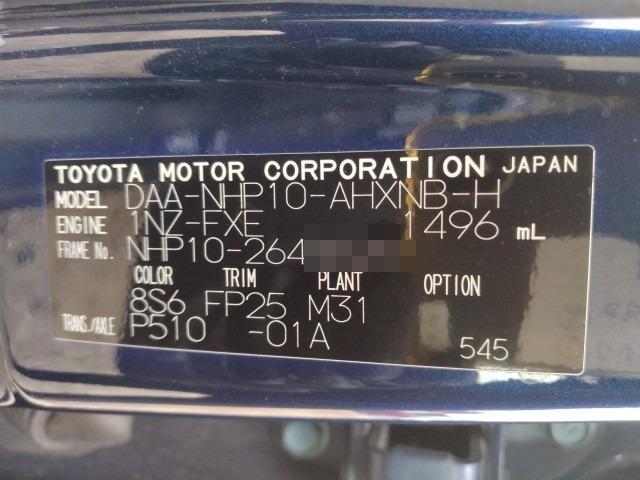 TOYOTA MOTOR CORPORATION JAPAN
MODEL DAA-NHP10-AHXNB-H
ENGINE 1NZ-FXE 1496 mL
FRAME No. NHP10-264
COLOR TRIM PLANT OPTION
8S6 FP25 M31
TRANS./AXLE P510 -01A
545